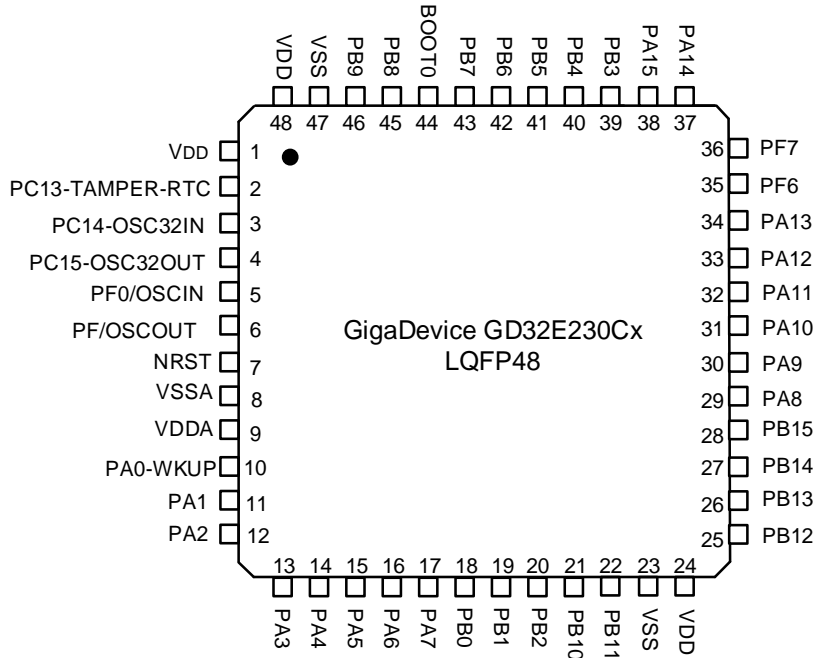 VDD VSS PB9 PB8 BOOT0 PB7 PB6 PB5 PB4 PB3 PA15 PA14
48 47 46 45 44 43 42 41 40 39 38 37
VDD 1
PC13-TAMPER-RTC 2
PC14-OSC32IN 3
PC15-OSC32OUT 4
PF0/OSCIN 5
PF/OSCOUT 6
NRST 7
VSSA 8
VDDA 9
PA0-WKUP 10
PA1 11
PA2 12
GigaDevice GD32E230Cx
LQFP48
36 PF7
35 PF6
34 PA13
33 PA12
32 PA11
31 PA10
30 PA9
29 PA8
28 PB15
27 PB14
26 PB13
25 PB12
13 14 15 16 17 18 19 20 21 22 23 24
PA3 PA4 PA5 PA6 PA7 PB0 PB1 PB2 PB10 PB11 VSS VDD